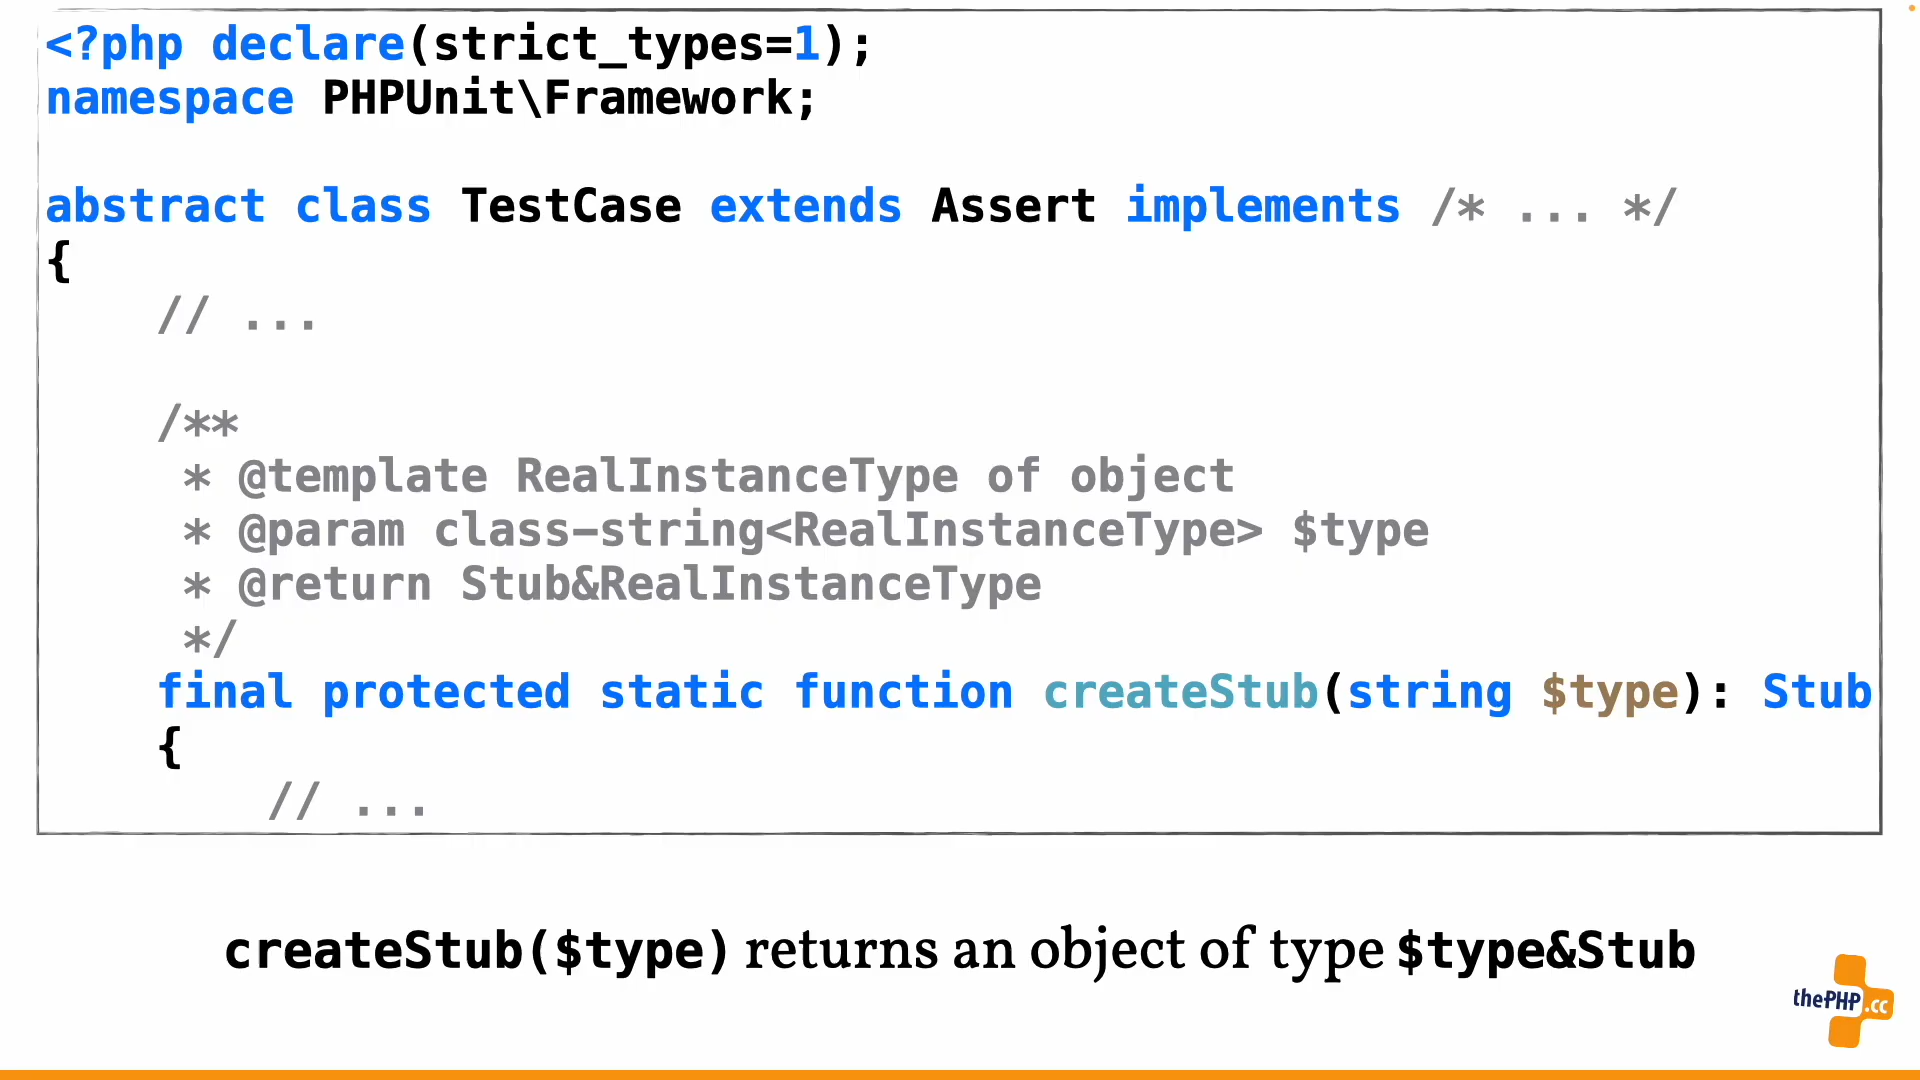 <?php declare(strict_types=1);
namespace PHPUnit\Framework;
abstract class TestCase extends Assert implements /* ... */
{
// ...
/**
* @template RealInstanceType of object
* @param class-string<RealInstanceType> $type
* @return Stub&RealInstanceType
*/
final protected static function createStub(string $type): Stub
{
// ...
createStub($type) returns an object of type $type&Stub
thePHP.cc